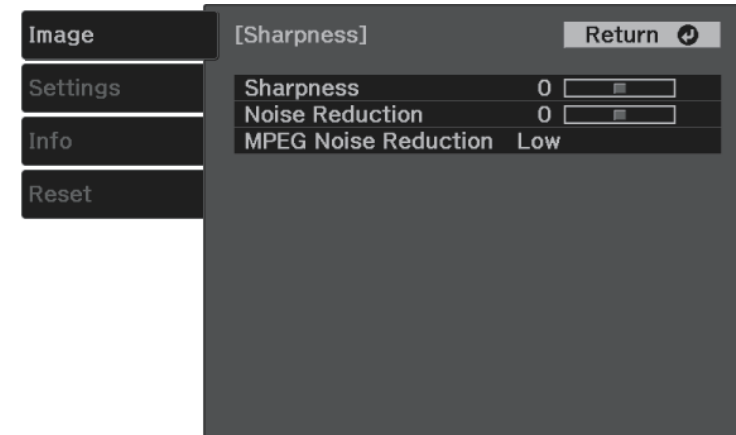 Image
Settings
Info
Reset
[Sharpness] Return
Sharpness 0
Noise Reduction 0
MPEG Noise Reduction Low